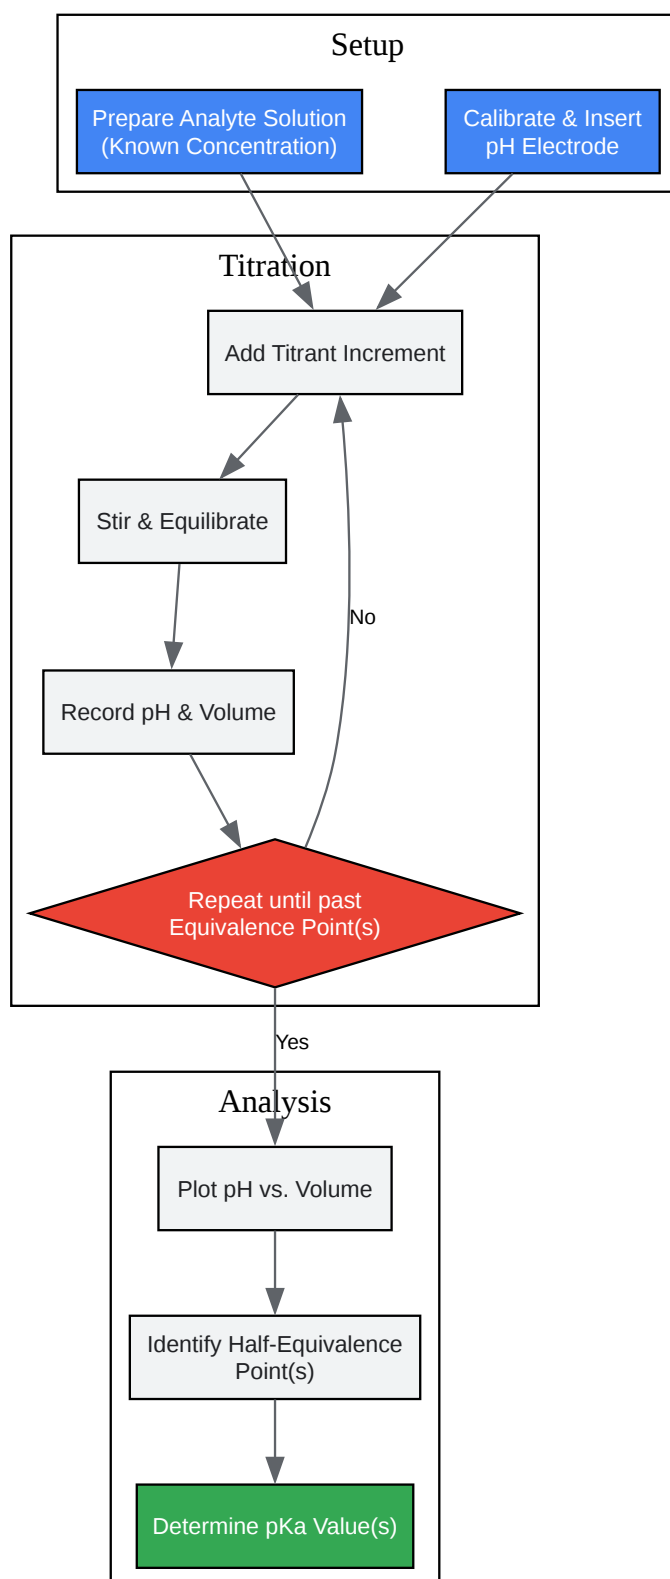 Setup
Prepare Analyte Solution
(Known Concentration)
Calibrate & Insert
pH Electrode
Titration
Add Titrant Increment
Stir & Equilibrate
No
Record pH & Volume
Repeat until past
Equivalence Point(s)
Yes
Analysis
Plot pH vs. Volume
Identify Half-Equivalence
Point(s)
Determine pKa Value(s)